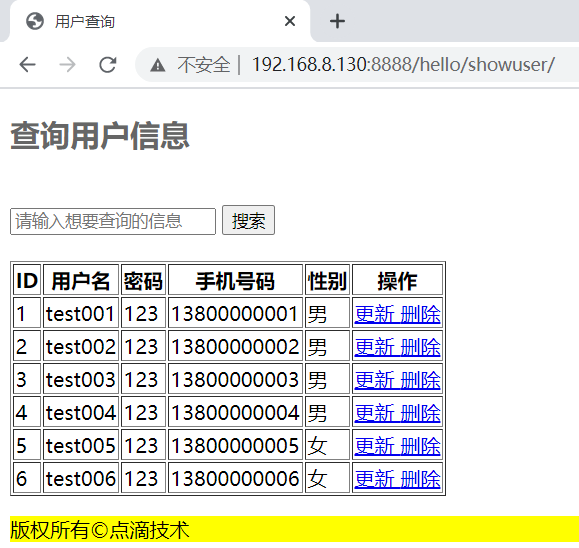 用户查询
不安全 | 192.168.8.130:8888/hello/showuser/
查询用户信息
请输入想要查询的信息 搜索
ID 用户名 密码 手机号码 性别 操作
1 test001 123 13800000001 男 更新 删除
2 test002 123 13800000002 男 更新 删除
3 test003 123 13800000003 男 更新 删除
4 test004 123 13800000004 男 更新 删除
5 test005 123 13800000005 女 更新 删除
6 test006 123 13800000006 女 更新 删除
版权所有©点滴技术